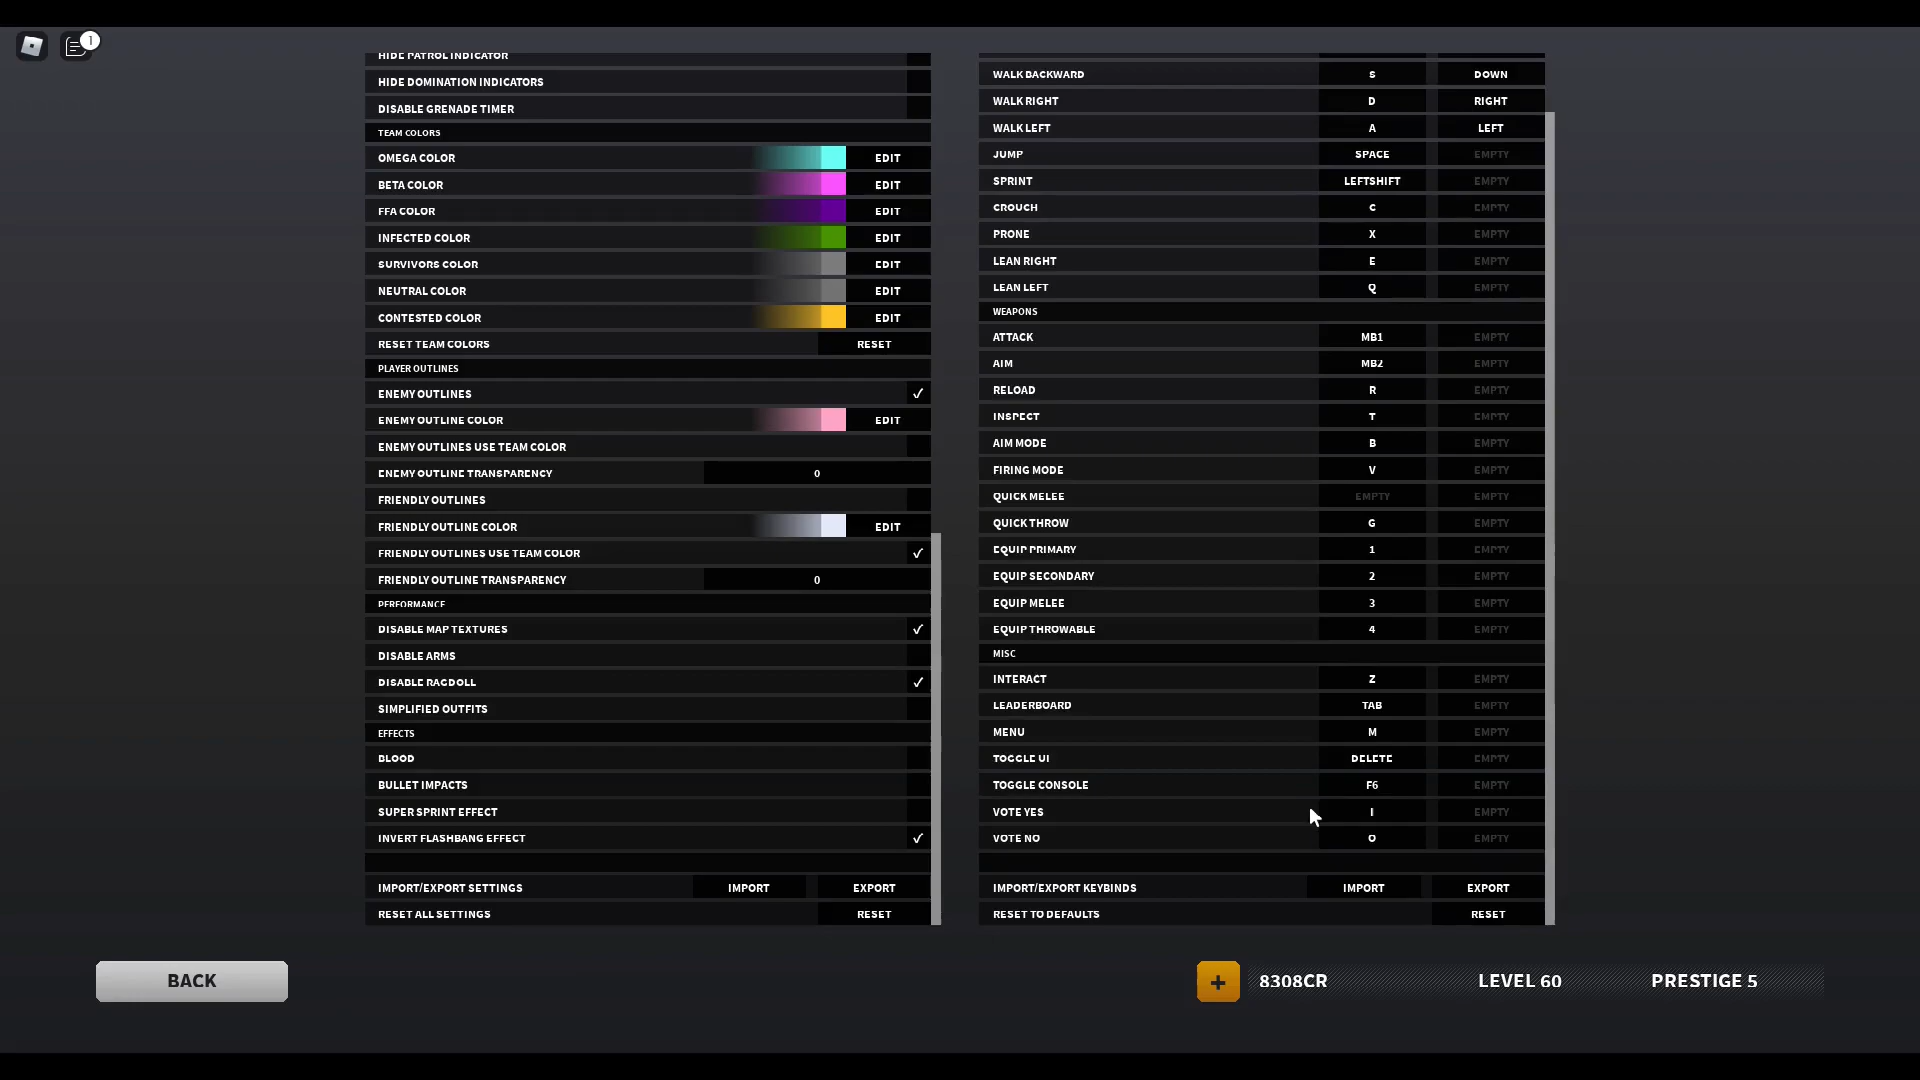 1
HIDE PATROL INDICATOR
HIDE DOMINATION INDICATORS
DISABLE GRENADE TIMER
TEAM COLORS
OMEGA COLOR EDIT
BETA COLOR EDIT
FFA COLOR EDIT
INFECTED COLOR EDIT
SURVIVORS COLOR EDIT
NEUTRAL COLOR EDIT
CONTESTED COLOR EDIT
RESET TEAM COLORS RESET
PLAYER OUTLINES
ENEMY OUTLINES ✓
ENEMY OUTLINE COLOR EDIT
ENEMY OUTLINES USE TEAM COLOR
ENEMY OUTLINE TRANSPARENCY 0
FRIENDLY OUTLINES
FRIENDLY OUTLINE COLOR EDIT
FRIENDLY OUTLINES USE TEAM COLOR ✓
FRIENDLY OUTLINE TRANSPARENCY 0
PERFORMANCE
DISABLE MAP TEXTURES ✓
DISABLE ARMS
DISABLE RAGDOLL ✓
SIMPLIFIED OUTFITS
EFFECTS
BLOOD
BULLET IMPACTS
SUPER SPRINT EFFECT
INVERT FLASHBANG EFFECT ✓
IMPORT/EXPORT SETTINGS IMPORT EXPORT
RESET ALL SETTINGS RESET
WALK BACKWARD S DOWN
WALK RIGHT D RIGHT
WALK LEFT A LEFT
JUMP SPACE EMPTY
SPRINT LEFTSHIFT EMPTY
CROUCH C EMPTY
PRONE X EMPTY
LEAN RIGHT E EMPTY
LEAN LEFT Q EMPTY
WEAPONS
ATTACK MB1 EMPTY
AIM MB2 EMPTY
RELOAD R EMPTY
INSPECT T EMPTY
AIM MODE B EMPTY
FIRING MODE V EMPTY
QUICK MELEE EMPTY EMPTY
QUICK THROW G EMPTY
EQUIP PRIMARY 1 EMPTY
EQUIP SECONDARY 2 EMPTY
EQUIP MELEE 3 EMPTY
EQUIP THROWABLE 4 EMPTY
MISC
INTERACT Z EMPTY
LEADERBOARD TAB EMPTY
MENU M EMPTY
TOGGLE UI DELETE EMPTY
TOGGLE CONSOLE F6 EMPTY
VOTE YES I EMPTY
VOTE NO O EMPTY
IMPORT/EXPORT KEYBINDS IMPORT EXPORT
RESET TO DEFAULTS RESET
BACK
+ 8308CR LEVEL 60 PRESTIGE 5